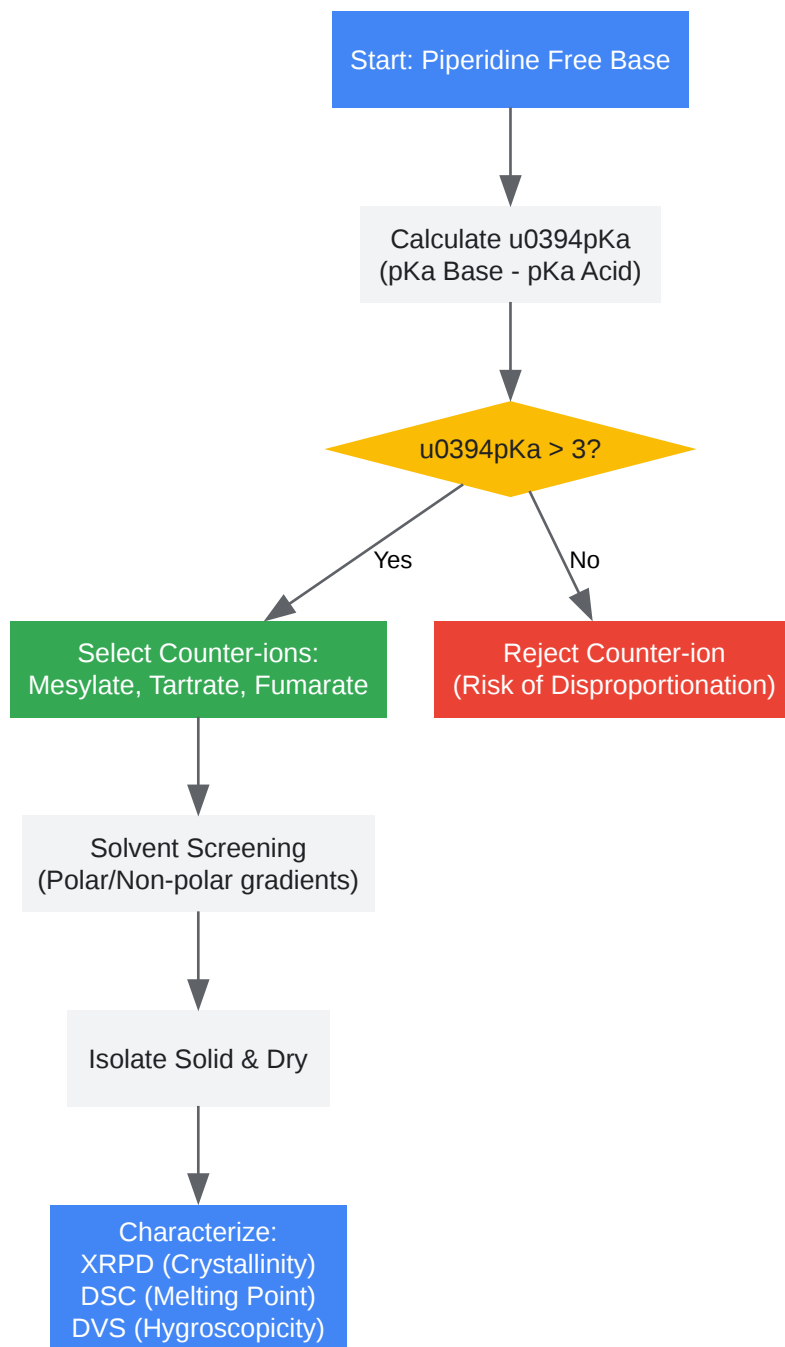 Start: Piperidine Free Base
Calculate u0394pKa
(pKa Base - pKa Acid)
u0394pKa > 3?
Yes
No
Select Counter-ions:
Mesylate, Tartrate, Fumarate
Reject Counter-ion
(Risk of Disproportionation)
Solvent Screening
(Polar/Non-polar gradients)
Isolate Solid & Dry
Characterize:
XRPD (Crystallinity)
DSC (Melting Point)
DVS (Hygroscopicity)